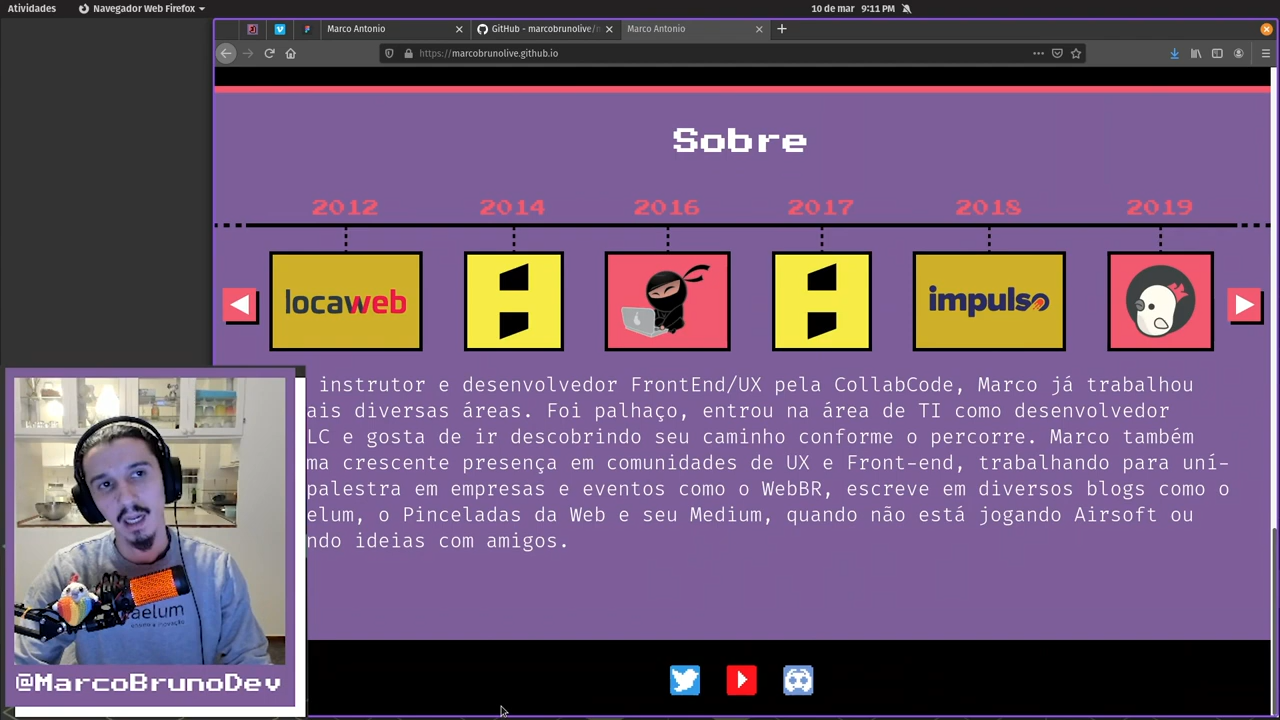 Atividades
Navegador Web Firefox
10 de mar 9:11 PM
Marco Antonio
GitHub - marcobrunolive/
Marco Antonio
https://marcobrunolive.github.io
Sobre
2012 2014 2016 2017 2018 2019
locaweb
impulso
instrutor e desenvolvedor FrontEnd/UX pela CollabCode, Marco já trabalhou
ais diversas áreas. Foi palhaço, entrou na área de TI como desenvolvedor
LC e gosta de ir descobrindo seu caminho conforme o percorre. Marco também
ma crescente presença em comunidades de UX e Front-end, trabalhando para uní-
palestra em empresas e eventos como o WebBR, escreve em diversos blogs como o
elum, o Pinceladas da Web e seu Medium, quando não está jogando Airsoft ou
ndo ideias com amigos.
aelum
@MarcoBrunoDev